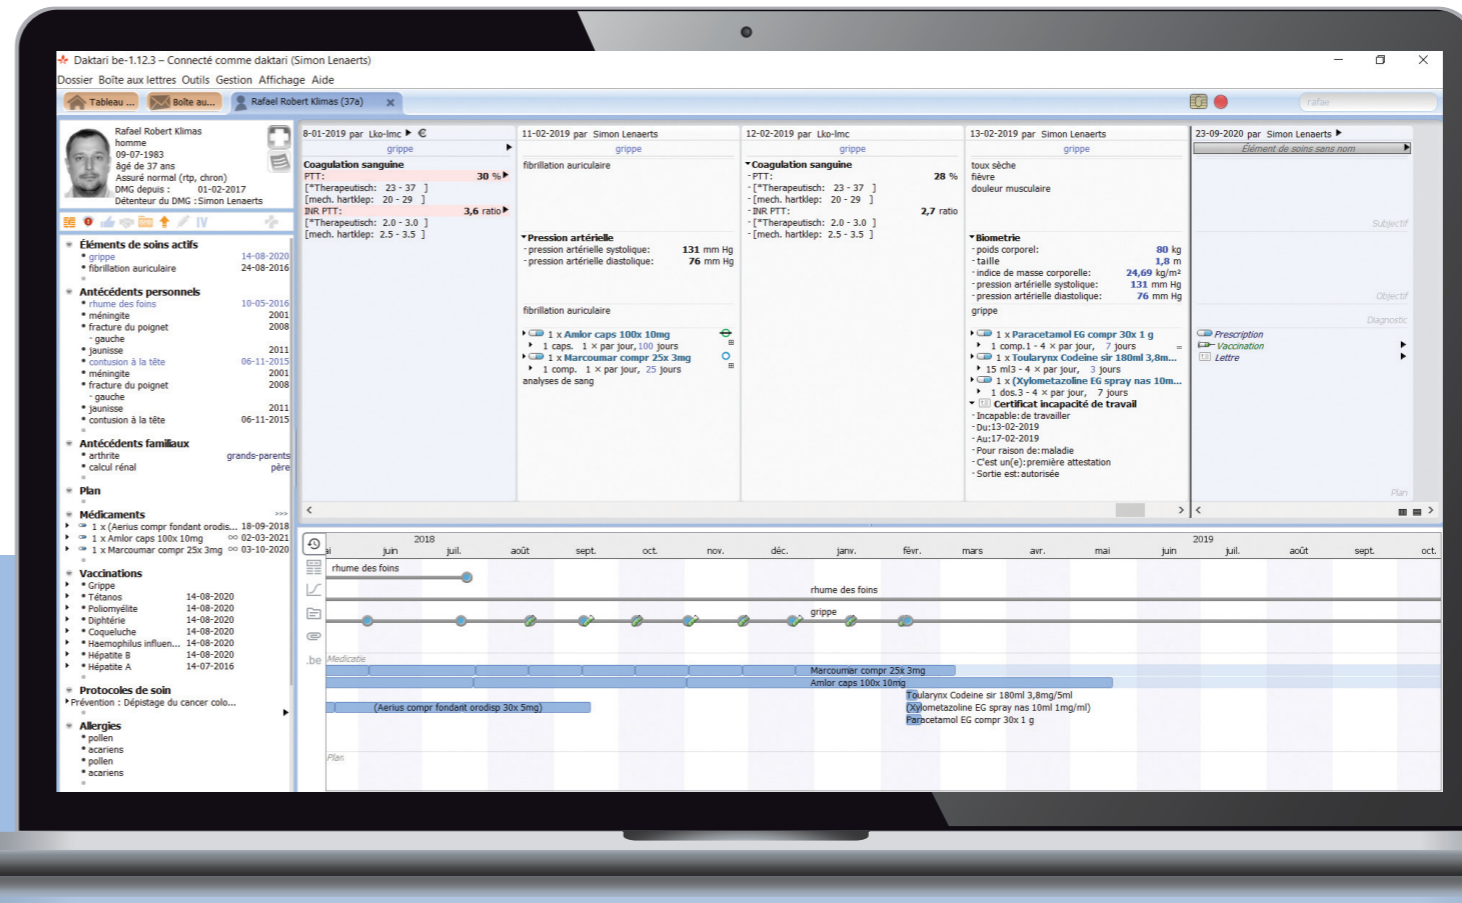 Daktari be-1.12.3 – Connecté comme daktari (Simon Lenaerts)
Dossier Boîte aux lettres Outils Gestion Affichage Aide
Tableau ... Boîte au... Rafael Robert Klimas (37a) x
rafae
Rafael Robert Klimas
homme
09-07-1983
âgé de 37 ans
Assuré normal (rtp, chron)
DMG depuis : 01-02-2017
Détenteur du DMG : Simon Lenaerts
IV
Éléments de soins actifs
grippe 14-08-2020
fibrillation auriculaire 24-08-2016
Antécédents personnels
rhume des foins 10-05-2016
méningite 2001
fracture du poignet 2008
- gauche
jaunisse 2011
contusion à la tête 06-11-2015
méningite 2001
fracture du poignet 2008
- gauche
jaunisse 2011
contusion à la tête 06-11-2015
Antécédents familiaux
arthrite grands-parents
calcul rénal père
Plan
Médicaments >>>
1 x (Aerius compr fondant orodis... 18-09-2018
1 x Amlor caps 100x 10mg ∞ 02-03-2021
1 x Marcoumar compr 25x 3mg ∞ 03-10-2020
Vaccinations
Grippe
Tétanos 14-08-2020
Poliomyélite 14-08-2020
Diphtérie 14-08-2020
Coqueluche 14-08-2020
Haemophilus influen... 14-08-2020
Hépatite B 14-08-2020
Hépatite A 14-07-2016
Protocoles de soin
Prévention : Dépistage du cancer colo...
Allergies
pollen
acariens
pollen
acariens
8-01-2019 par Lko-lmc €
grippe
Coagulation sanguine
PTT: 30 %
[*Therapeutisch: 23 - 37 ]
[mech. hartklep: 20 - 29 ]
INR PTT: 3,6 ratio
[*Therapeutisch: 2.0 - 3.0 ]
[mech. hartklep: 2.5 - 3.5 ]
11-02-2019 par Simon Lenaerts
grippe
fibrillation auriculaire
Pression artérielle
- pression artérielle systolique: 131 mm Hg
- pression artérielle diastolique: 76 mm Hg
fibrillation auriculaire
1 x Amlor caps 100x 10mg
1 caps. 1 × par jour, 100 jours
1 x Marcoumar compr 25x 3mg
1 comp. 1 × par jour, 25 jours
analyses de sang
12-02-2019 par Lko-lmc
grippe
Coagulation sanguine
- PTT: 28 %
- [*Therapeutisch: 23 - 37 ]
- [mech. hartklep: 20 - 29 ]
- INR PTT: 2,7 ratio
- [*Therapeutisch: 2.0 - 3.0 ]
- [mech. hartklep: 2.5 - 3.5 ]
13-02-2019 par Simon Lenaerts
grippe
toux sèche
fièvre
douleur musculaire
Biometrie
- poids corporel: 80 kg
- taille 1,8 m
- indice de masse corporelle: 24,69 kg/m²
- pression artérielle systolique: 131 mm Hg
- pression artérielle diastolique: 76 mm Hg
grippe
1 x Paracetamol EG compr 30x 1 g
1 comp.1 - 4 × par jour, 7 jours
1 x Toularynx Codeine sir 180ml 3,8m...
15 ml3 - 4 × par jour, 3 jours
1 x (Xylometazoline EG spray nas 10m...
1 dos.3 - 4 × par jour, 7 jours
Certificat incapacité de travail
- Incapable: de travailler
- Du:13-02-2019
- Au:17-02-2019
- Pour raison de: maladie
- C'est un(e): première attestation
- Sortie est: autorisée
23-09-2020 par Simon Lenaerts
Élément de soins sans nom
Subjectif
Objectif
Diagnostic
Prescription
Vaccination
Lettre
Plan
2018 2019
ai juin juil. août sept. oct. nov. déc. janv. févr. mars avr. mai juin juil. août sept. oct.
rhume des foins
rhume des foins
grippe
.be
Medicatie
Marcoumar compr 25x 3mg
Amlor caps 100x 10mg
Toularynx Codeine sir 180ml 3,8mg/5ml
(Aerius compr fondant orodisp 30x 5mg) (Xylometazoline EG spray nas 10ml 1mg/ml)
Paracetamol EG compr 30x 1 g
Plan